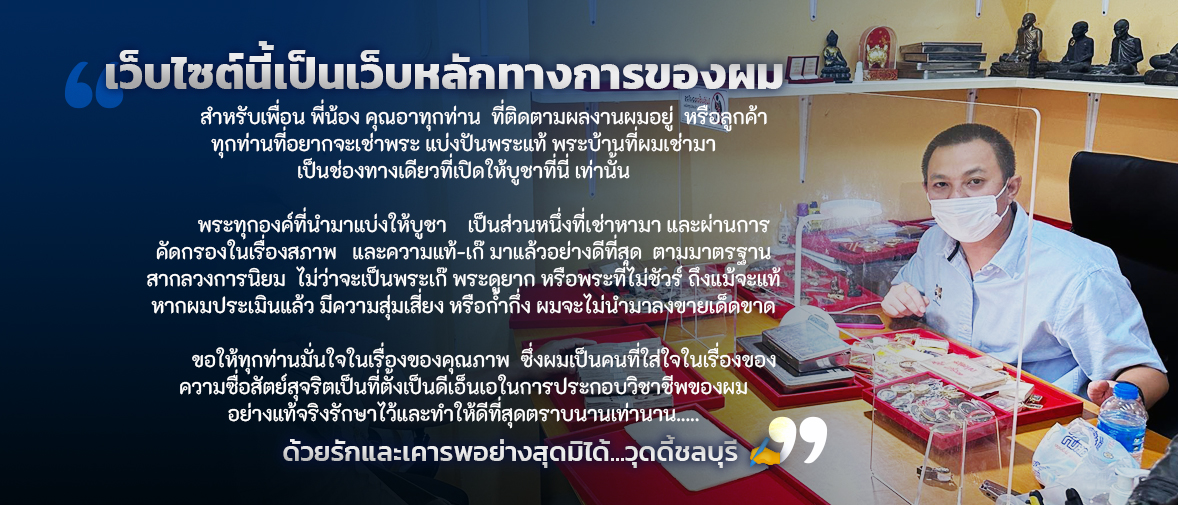 เว็บไซต์นี้เป็นเว็บหลักทางการของผม
สำหรับเพื่อน พี่น้อง คุณอาทุกท่าน ที่ติดตามผลงานผมอยู่ หรือลูกค้า
ทุกท่านที่อยากจะเช่าพระ แบ่งปันพระแท้ พระบ้านที่ผมเช่ามา
เป็นช่องทางเดียวที่เปิดให้บูชาที่นี่ เท่านั้น
พระทุกองค์ที่นำมาแบ่งให้บูชา เป็นส่วนหนึ่งที่เช่าหามา และผ่านการ
คัดกรองในเรื่องสภาพ และความแท้-เก๊ มาแล้วอย่างดีที่สุด ตามมาตรฐาน
สากลวงการนิยม ไม่ว่าจะเป็นพระเก๊ พระดูยาก หรือพระที่ไม่ชัวร์ ถึงแม้จะแท้
หากผมประเมินแล้ว มีความสุ่มเสี่ยง หรือก้ำกึ่ง ผมจะไม่นำมาลงขายเด็ดขาด
ขอให้ทุกท่านมั่นใจในเรื่องของคุณภาพ ซึ่งผมเป็นคนที่ใส่ใจในเรื่องของ
ความซื่อสัตย์สุจริตเป็นที่ตั้งเป็นดีเอ็นเอในการประกอบวิชาชีพของผม
อย่างแท้จริงรักษาไว้และทำให้ดีที่สุดตราบนานเท่านาน.....
ด้วยรักและเคารพอย่างสุดมิได้...วุดดี้ชลบุรี ✍